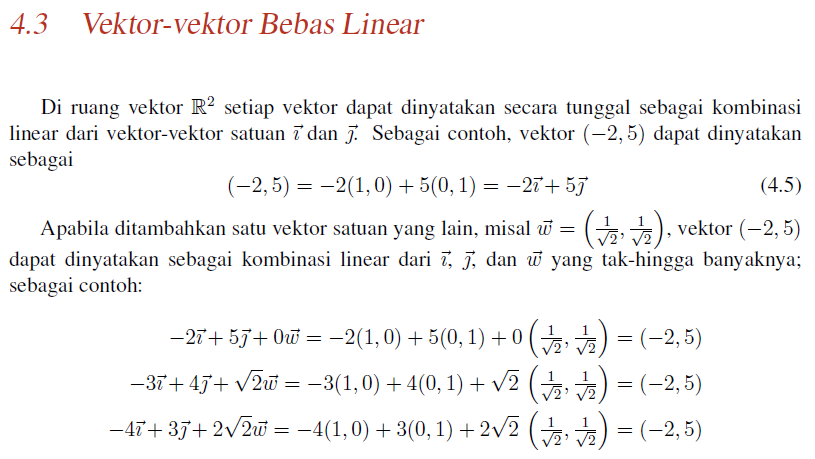 4.3 Vektor-vektor Bebas Linear
Di ruang vektor ℝ² setiap vektor dapat dinyatakan secara tunggal sebagai kombinasi
linear dari vektor-vektor satuan i⃗ dan j⃗. Sebagai contoh, vektor (−2, 5) dapat dinyatakan
sebagai
(−2, 5) = −2(1, 0) + 5(0, 1) = −2i⃗ + 5j⃗ (4.5)
Apabila ditambahkan satu vektor satuan yang lain, misal w⃗ = (1/√2, 1/√2), vektor (−2, 5)
dapat dinyatakan sebagai kombinasi linear dari i⃗, j⃗, dan w⃗ yang tak-hingga banyaknya;
sebagai contoh:
−2i⃗ + 5j⃗ + 0w⃗ = −2(1, 0) + 5(0, 1) + 0 (1/√2, 1/√2) = (−2, 5)
−3i⃗ + 4j⃗ + √2w⃗ = −3(1, 0) + 4(0, 1) + √2 (1/√2, 1/√2) = (−2, 5)
−4i⃗ + 3j⃗ + 2√2w⃗ = −4(1, 0) + 3(0, 1) + 2√2 (1/√2, 1/√2) = (−2, 5)